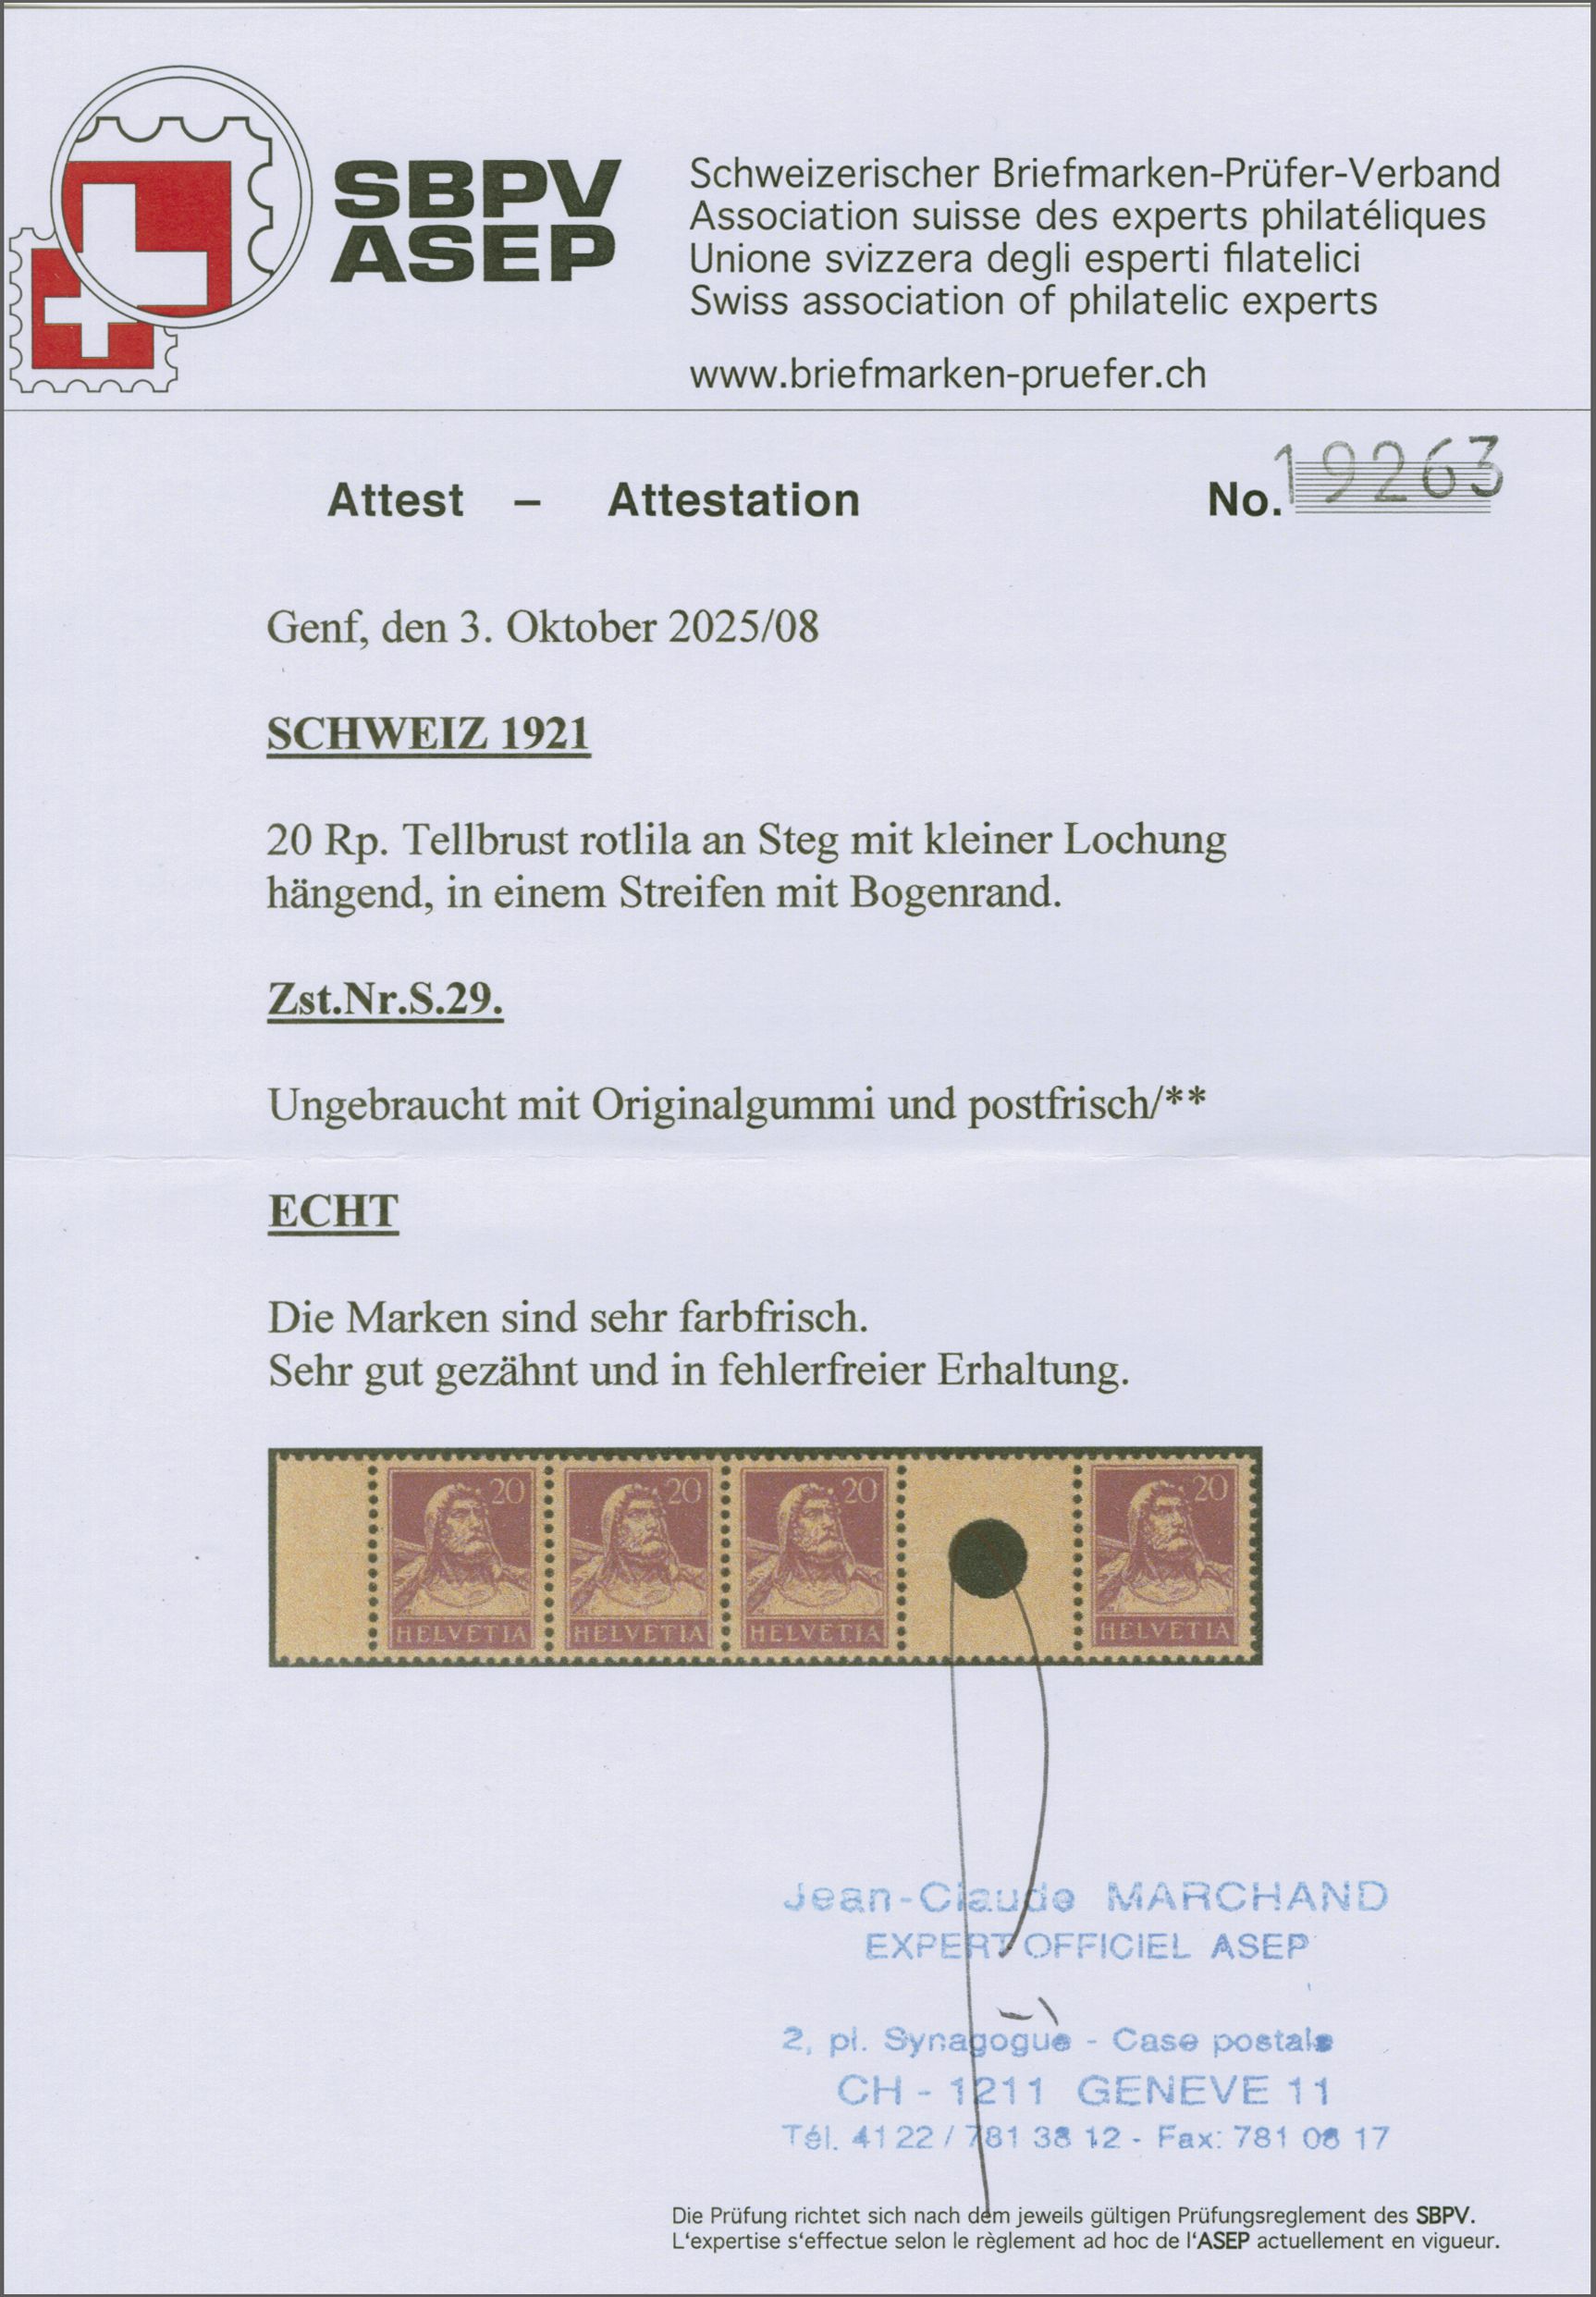 SBPV
ASEP
Schweizerischer Briefmarken-Prüfer-Verband
Association suisse des experts philatéliques
Unione svizzera degli esperti filatelici
Swiss association of philatelic experts
www.briefmarken-pruefer.ch
Attest – Attestation No. 19263
Genf, den 3. Oktober 2025/08
SCHWEIZ 1921
20 Rp. Tellbrust rotlila an Steg mit kleiner Lochung
hängend, in einem Streifen mit Bogenrand.
Zst.Nr.S.29.
Ungebraucht mit Originalgummi und postfrisch/**
ECHT
Die Marken sind sehr farbfrisch.
Sehr gut gezähnt und in fehlerfreier Erhaltung.
20 20 20 20
HELVETIA HELVETIA HELVETIA HELVETIA
Jean-Claude MARCHAND
EXPERT OFFICIEL ASEP
2, pl. Synagogue - Case postale
CH - 1211 GENEVE 11
Tél. 41 22 / 781 38 12 - Fax: 781 08 17
Die Prüfung richtet sich nach dem jeweils gültigen Prüfungsreglement des SBPV.
L'expertise s'effectue selon le règlement ad hoc de l'ASEP actuellement en vigueur.